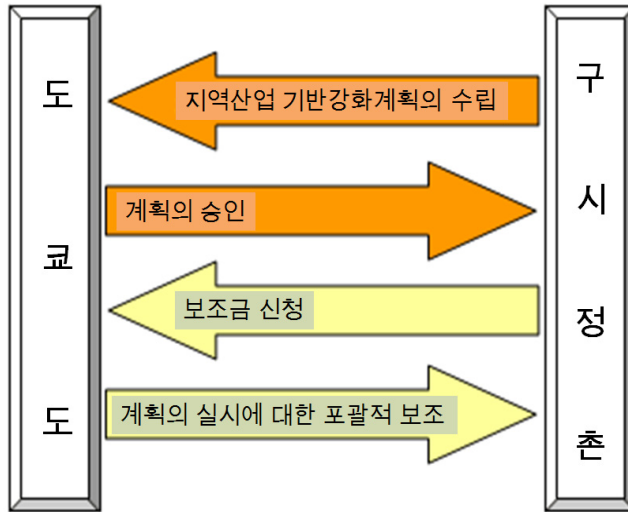 도쿄도
지역산업 기반강화계획의 수립
계획의 승인
보조금 신청
계획의 실시에 대한 포괄적 보조
구시정촌